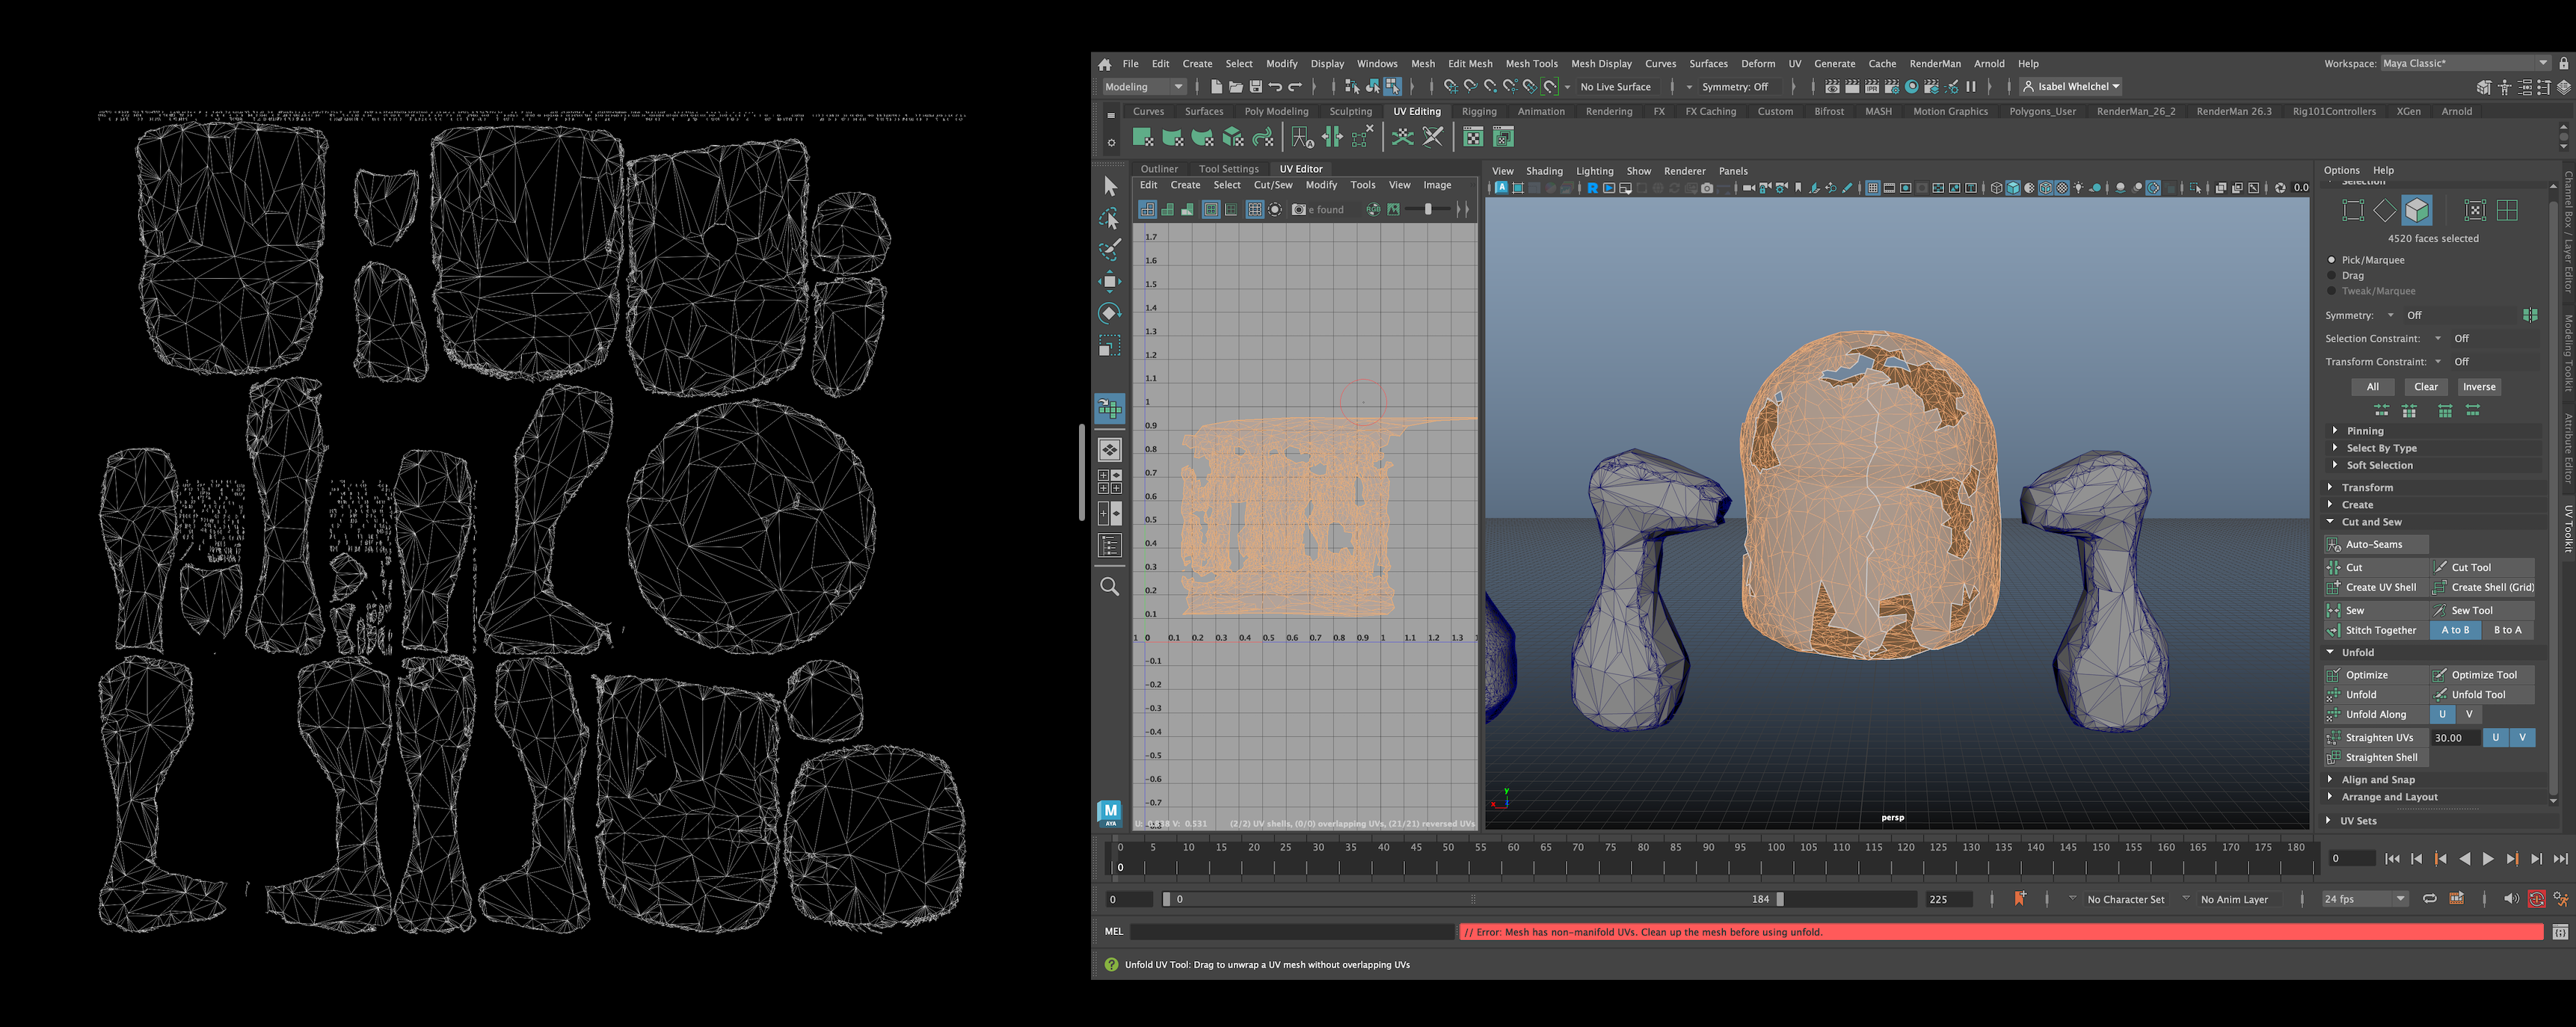 File Edit Create Select Modify Display Windows Mesh Edit Mesh Mesh Tools Mesh Display Curves Surfaces Deform UV Generate Cache RenderMan Arnold Help Workspace: Maya Classic*
Modeling No Live Surface Symmetry: Off Isabel Whelchel
Curves Surfaces Poly Modeling Sculpting UV Editing Rigging Animation Rendering FX FX Caching Custom Bifrost MASH Motion Graphics Polygons_User RenderMan_26_2 RenderMan 26.3 Rig101Controllers XGen Arnold
Outliner Tool Settings UV Editor
Edit Create Select Cut/Sew Modify Tools View Image
e found
1.7
1.6
1.5
1.4
1.3
1.2
1.1
1
0.9
0.8
0.7
0.6
0.5
0.4
0.3
0.2
0.1
1 0 0.1 0.2 0.3 0.4 0.5 0.6 0.7 0.8 0.9 1 1.1 1.2 1.3
-0.1
-0.2
-0.3
-0.4
-0.5
-0.6
-0.7
V: 0.531 (2/2) UV shells, (0/0) overlapping UVs, (21/21) reversed UVs
View Shading Lighting Show Renderer Panels
0.0
y
x
persp
Options Help
Selection
4520 faces selected
Pick/Marquee
Drag
Tweak/Marquee
Symmetry: Off
Selection Constraint: Off
Transform Constraint: Off
All Clear Inverse
Pinning
Select By Type
Soft Selection
Transform
Create
Cut and Sew
Auto-Seams
Cut Cut Tool
Create UV Shell Create Shell (Grid)
Sew Sew Tool
Stitch Together A to B B to A
Unfold
Optimize Optimize Tool
Unfold Unfold Tool
Unfold Along U V
Straighten UVs 30.00 U V
Straighten Shell
Align and Snap
Arrange and Layout
UV Sets
Channel Box / Layer Editor
Modeling Toolkit
Attribute Editor
UV Toolkit
M
AYA
0 5 10 15 20 25 30 35 40 45 50 55 60 65 70 75 80 85 90 95 100 105 110 115 120 125 130 135 140 145 150 155 160 165 170 175 180
0 0
0 0 184 225 No Character Set No Anim Layer 24 fps
MEL // Error: Mesh has non-manifold UVs. Clean up the mesh before using unfold.
Unfold UV Tool: Drag to unwrap a UV mesh without overlapping UVs